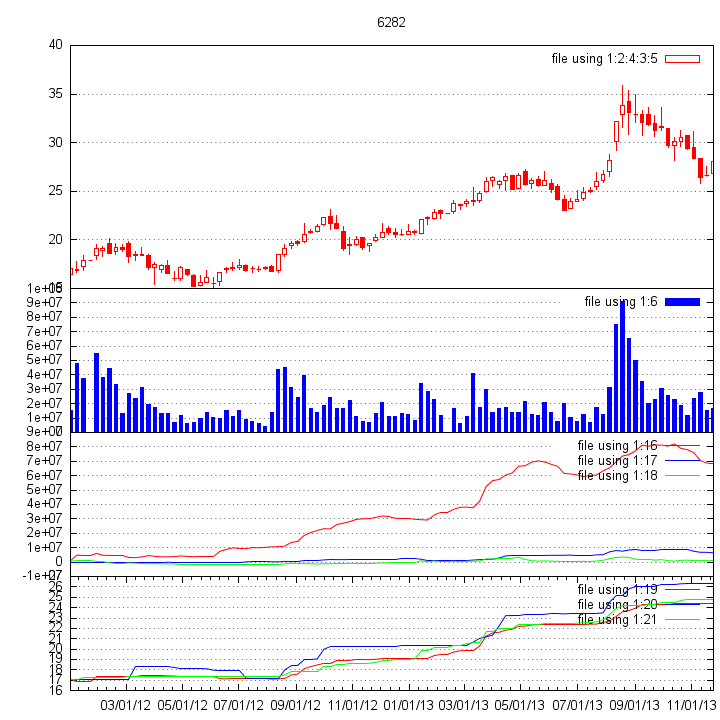 6282
40
file using 1:2:4:3:5
35
30
25
20
15
1e+08
file using 1:6
9e+07
8e+07
7e+07
6e+07
5e+07
4e+07
3e+07
2e+07
1e+07
0
9e+07
file using 1:16
8e+07
file using 1:17
7e+07
file using 1:18
6e+07
5e+07
4e+07
3e+07
2e+07
1e+07
0
-1e+07
file using 1:19
26
25
file using 1:20
24
23
file using 1:21
22
21
20
19
18
17
16
03/01/12 05/01/12 07/01/12 09/01/12 11/01/12 01/01/13 03/01/13 05/01/13 07/01/13 09/01/13 11/01/13